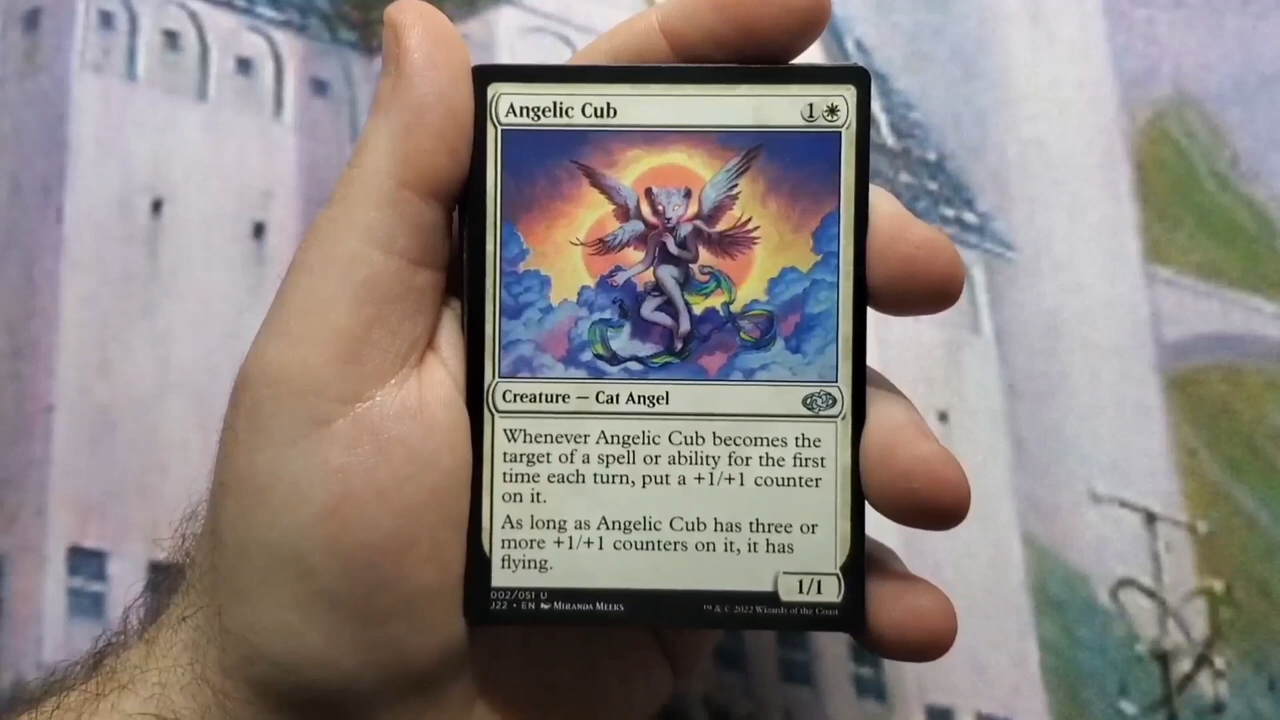 Angelic Cub 1
Creature — Cat Angel
Whenever Angelic Cub becomes the
target of a spell or ability for the first
time each turn, put a +1/+1 counter
on it.
As long as Angelic Cub has three or
more +1/+1 counters on it, it has
flying.
1/1
002/051 U
J22 • EN Miranda Meeks
™ & © 2022 Wizards of the Coast